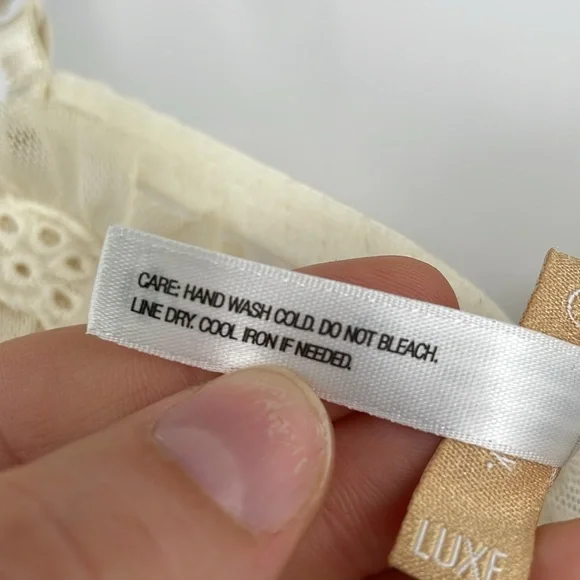 CARE: HAND WASH COLD. DO NOT BLEACH.
LINE DRY. COOL IRON IF NEEDED.
LUXE